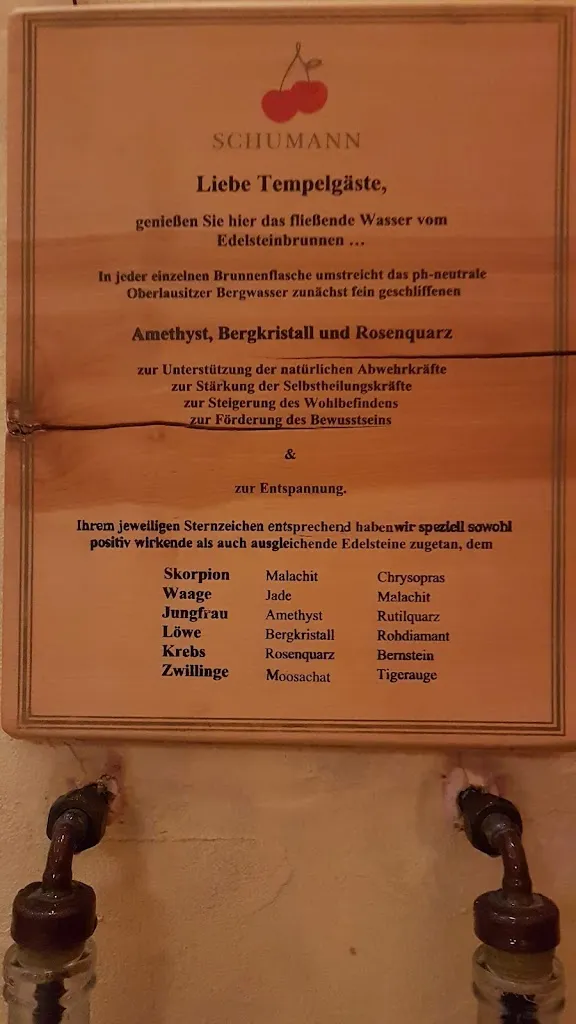 SCHUMANN
Liebe Tempelgäste,
genießen Sie hier das fließende Wasser vom
Edelsteinbrunnen ...
In jeder einzelnen Brunnenflasche umstreicht das ph-neutrale
Oberlausitzer Bergwasser zunächst fein geschliffenen
Amethyst, Bergkristall und Rosenquarz
zur Unterstützung der natürlichen Abwehrkräfte
zur Stärkung der Selbstheilungskräfte
zur Steigerung des Wohlbefindens
zur Förderung des Bewusstseins
&
zur Entspannung.
Ihrem jeweiligen Sternzeichen entsprechend haben wir speziell sowohl
positiv wirkende als auch ausgleichende Edelsteine zugetan, dem
Skorpion Malachit Chrysopras
Waage Jade Malachit
Jungfrau Amethyst Rutilquarz
Löwe Bergkristall Rohdiamant
Krebs Rosenquarz Bernstein
Zwillinge Moosachat Tigerauge